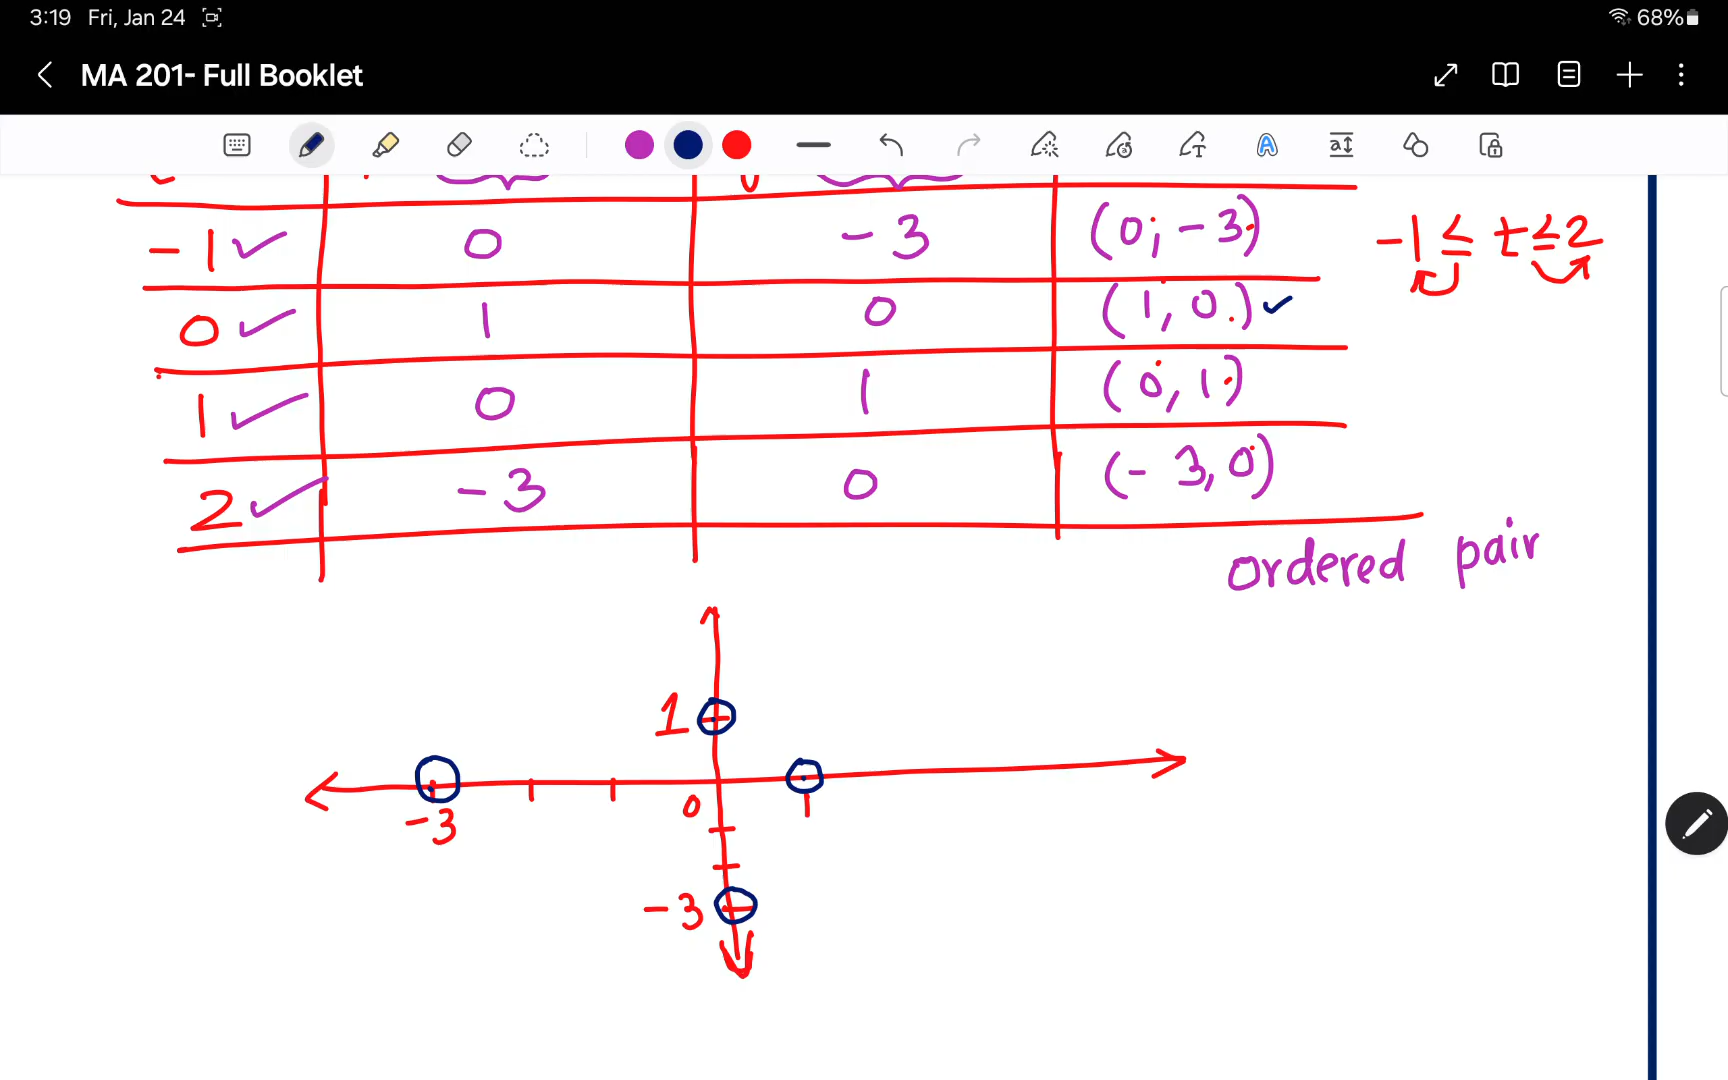 3:19 Fri, Jan 24 68%
MA 201- Full Booklet
-1 0 -3 (0, -3) -1 ≤ t ≤ 2
0 1 0 (1, 0)
1 0 1 (0, 1)
2 -3 0 (-3, 0)
ordered pair
1
0 1
-3
-3